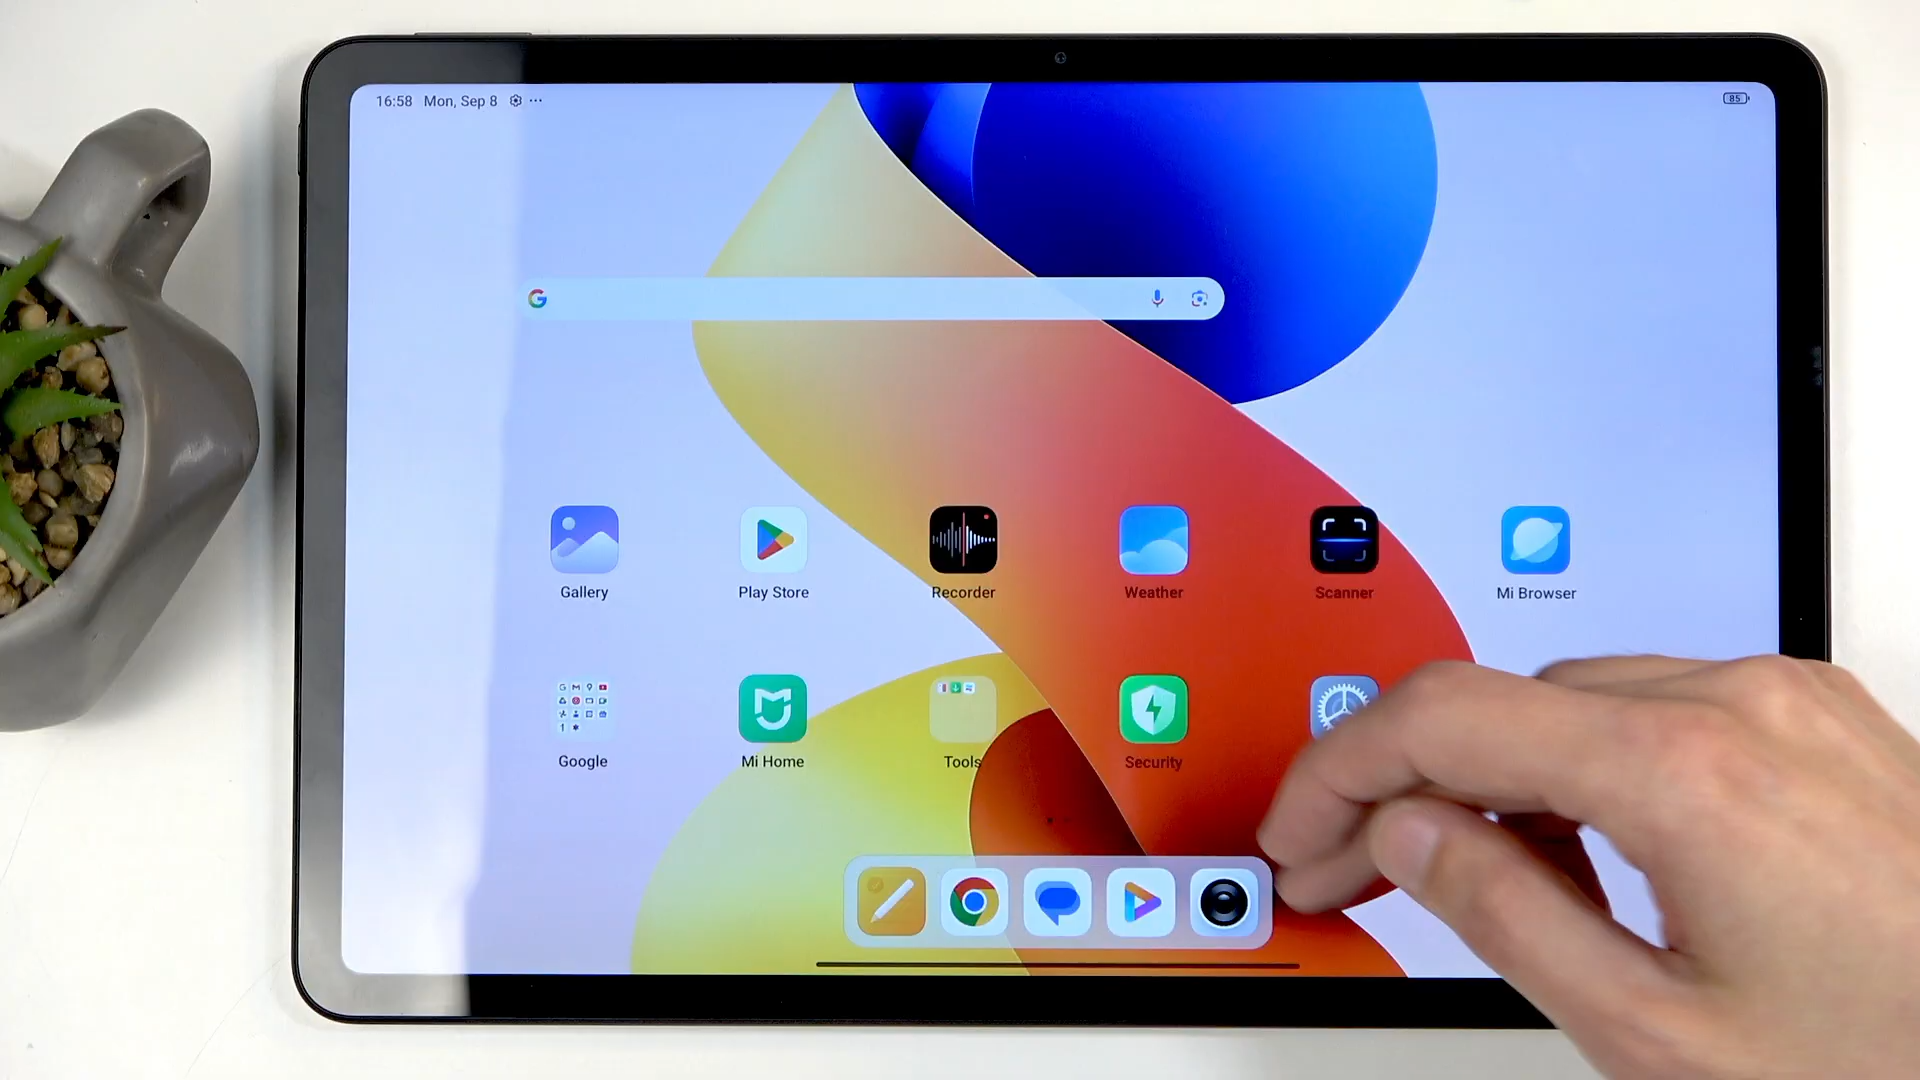 16:58 Mon, Sep 8 85
Gallery Play Store Recorder Weather Scanner Mi Browser
Google Mi Home Tools Security